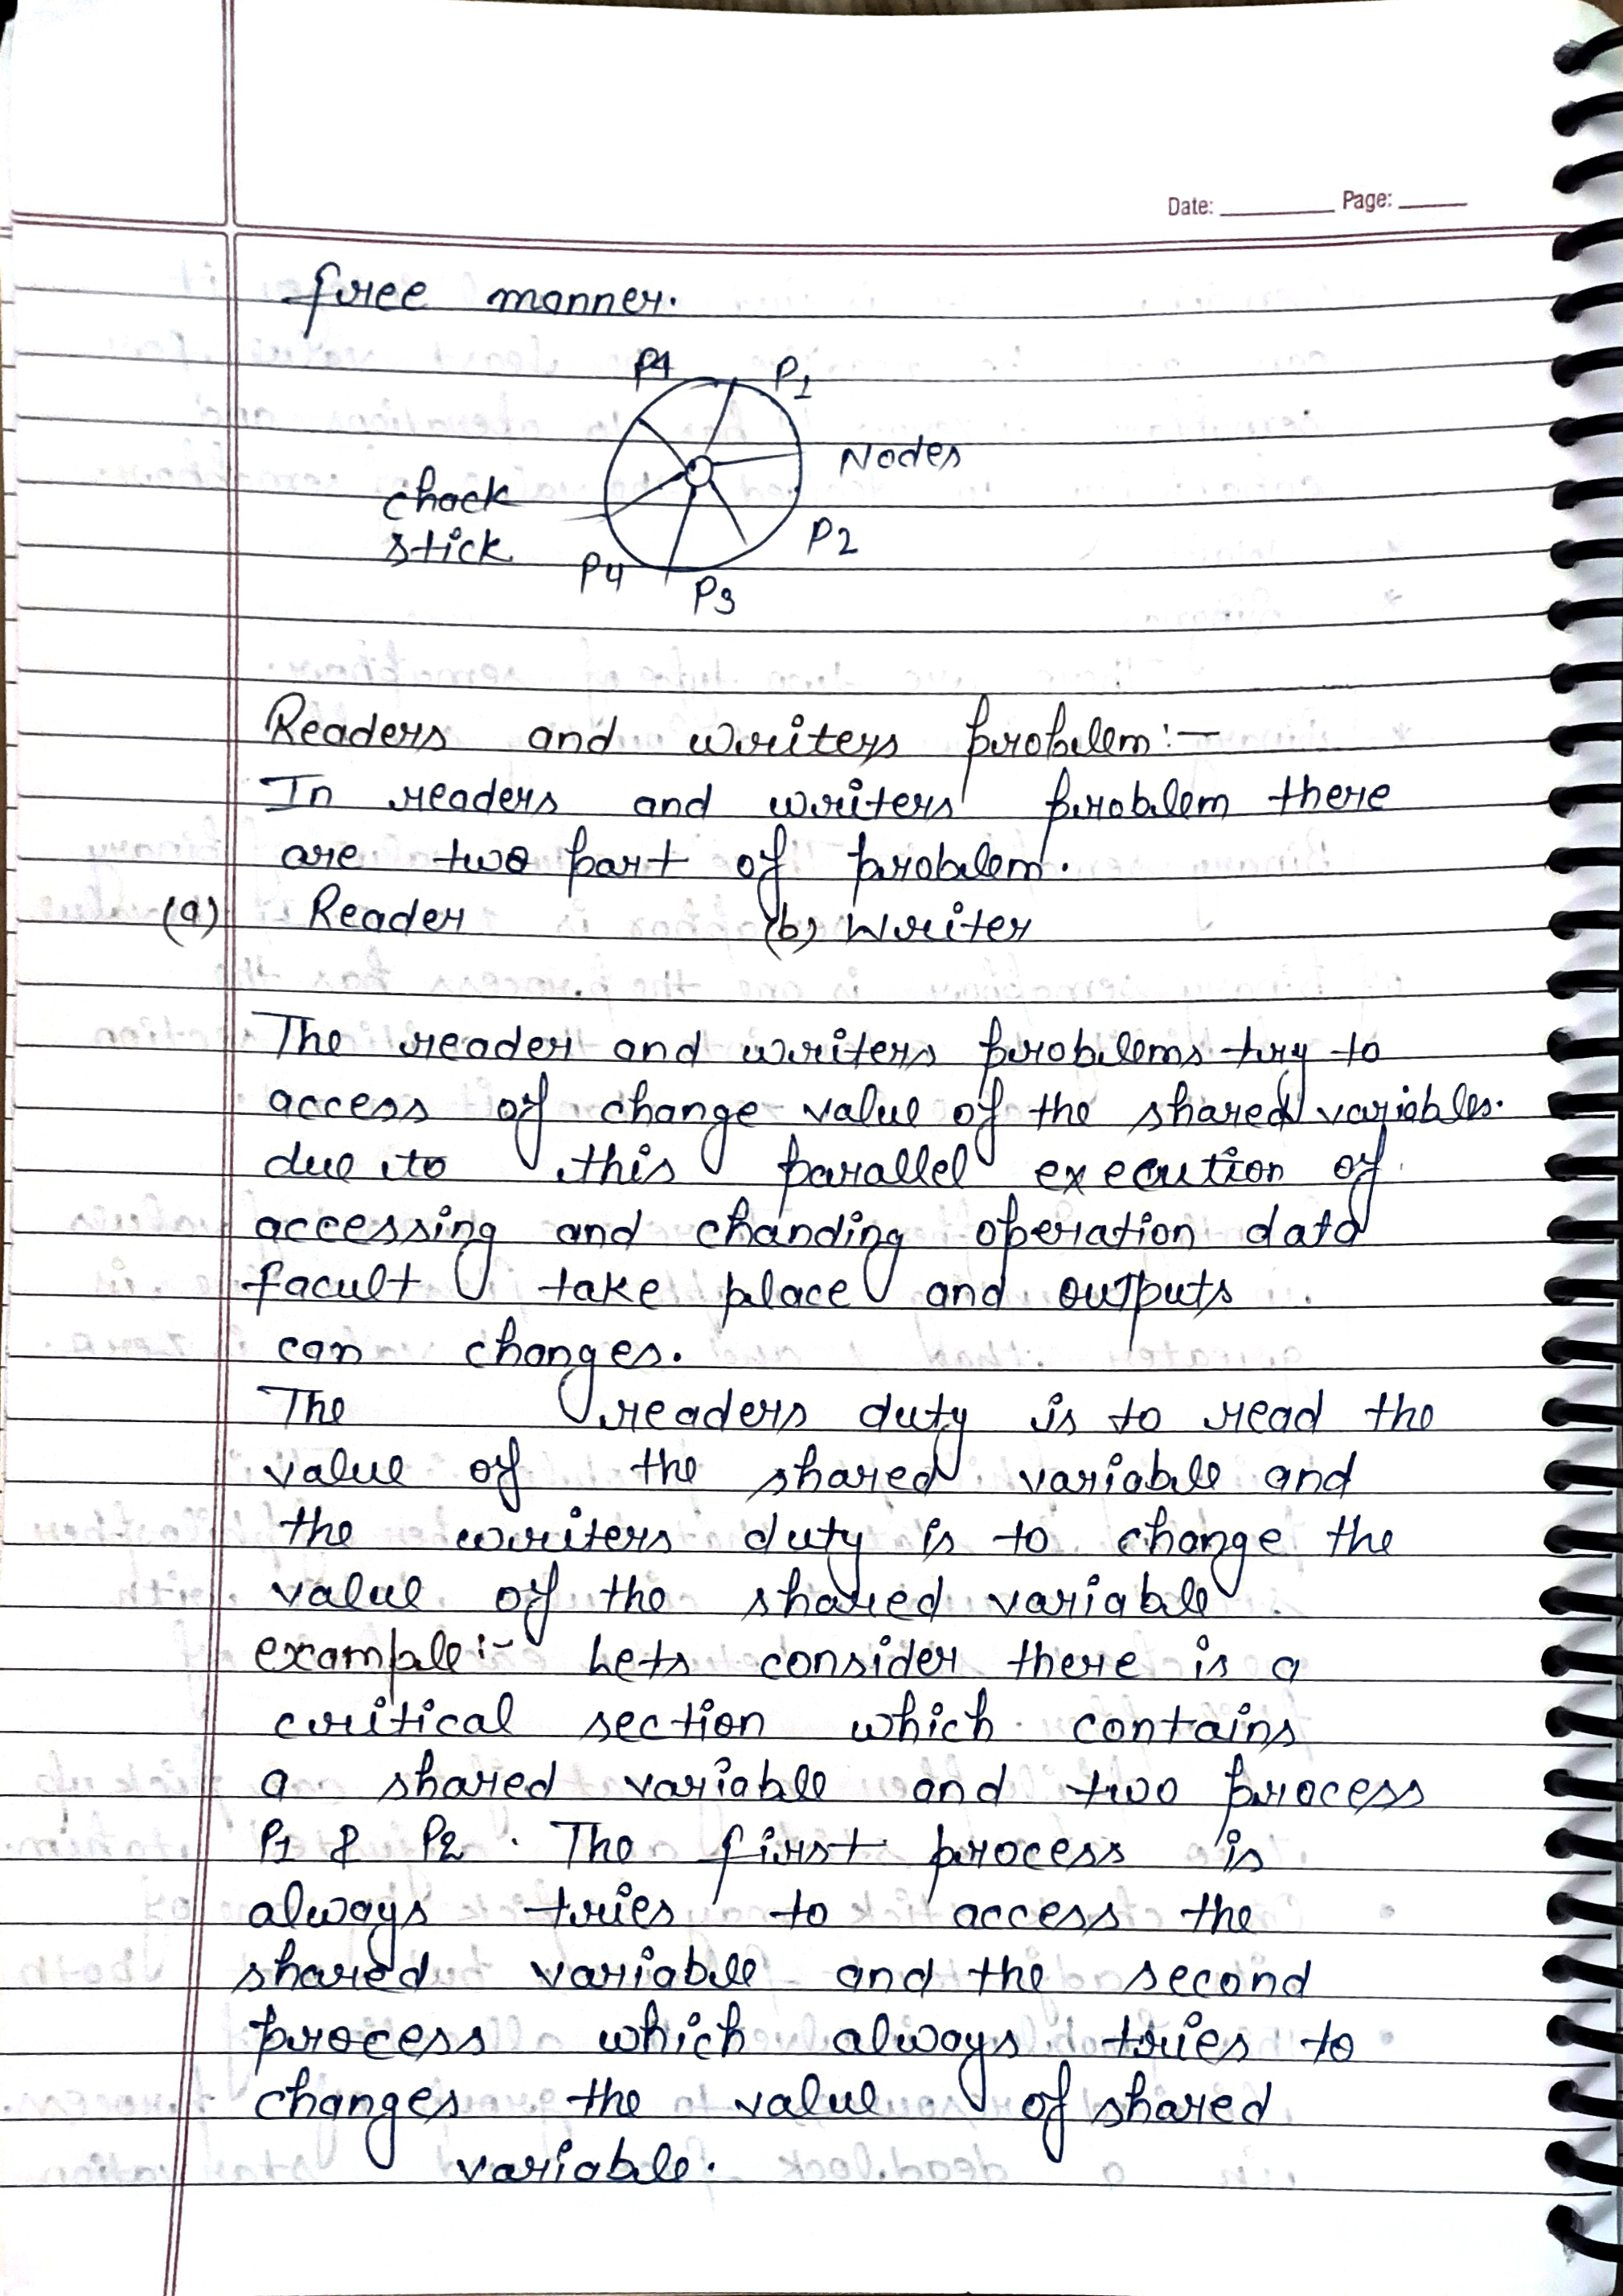 Date: Page:
free manner.
P4 P1
Nodes
chock
stick
P2
P4 P3
Readers and writers problem:-
In readers and writers problem there
are two part of problem.
(a) Reader (b) Writer
The reader and writers problems try to
access of change value of the shared variables.
due to this parallel execution of
accessing and chanding operation data
facult take place and outputs
can changes.
The readers duty is to read the
value of the shared variable and
the writers duty is to change the
value of the shared variable
example:- Lets consider there is a
critical section which contains
a shared variable and two process
P1 & P2. The first process is
always tries to access the
shared variable and the second
process which always tries to
changes the value of shared
variable.